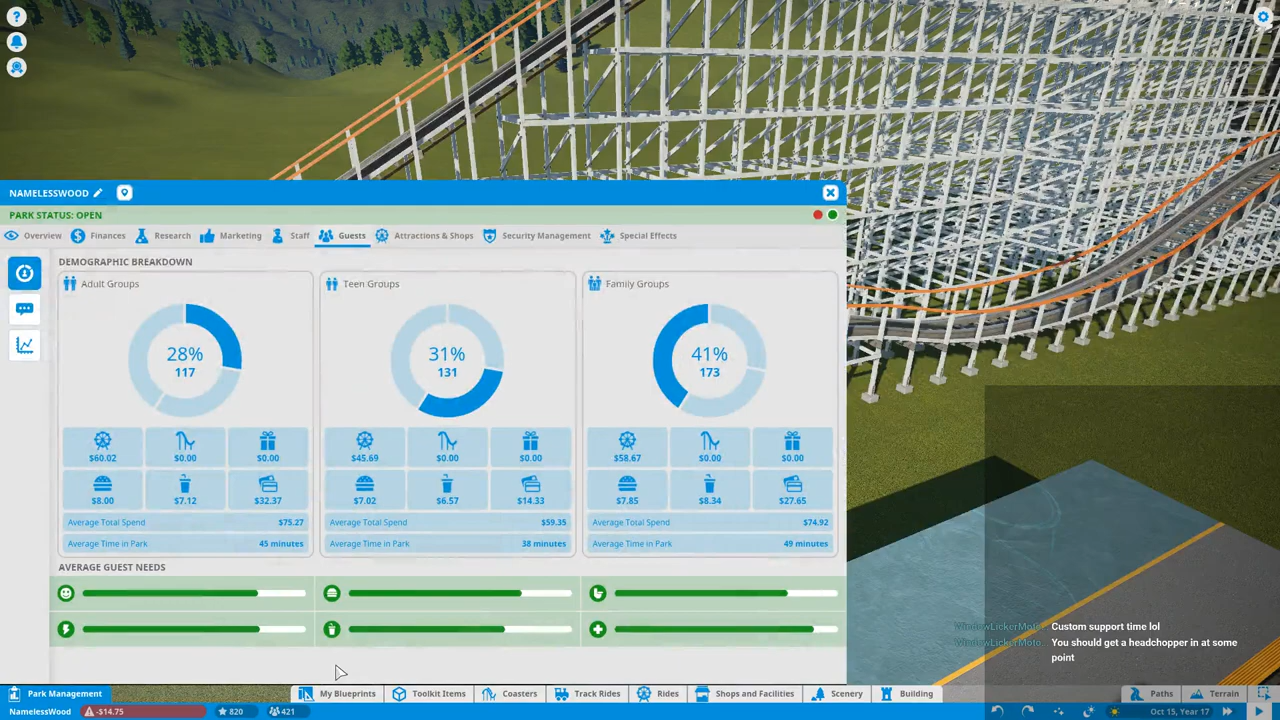 NAMELESSWOOD
PARK STATUS: OPEN
Overview Finances Research Marketing Staff Guests Attractions & Shops Security Management Special Effects
DEMOGRAPHIC BREAKDOWN
Adult Groups Teen Groups Family Groups
28% 31% 41%
117 131 173
$60.02 $0.00 $0.00 $45.69 $0.00 $0.00 $58.67 $0.00 $0.00
$8.00 $7.12 $32.37 $7.02 $6.57 $14.33 $7.85 $8.34 $27.65
Average Total Spend $75.27 Average Total Spend $59.35 Average Total Spend $74.92
Average Time in Park 45 minutes Average Time in Park 38 minutes Average Time in Park 49 minutes
AVERAGE GUEST NEEDS
Custom support time lol
You should get a headchopper in at some
point
Park Management My Blueprints Toolkit Items Coasters Track Rides Rides Shops and Facilities Scenery Building Paths Terrain
NamelessWood -$14.75 820 421 Oct 15, Year 17